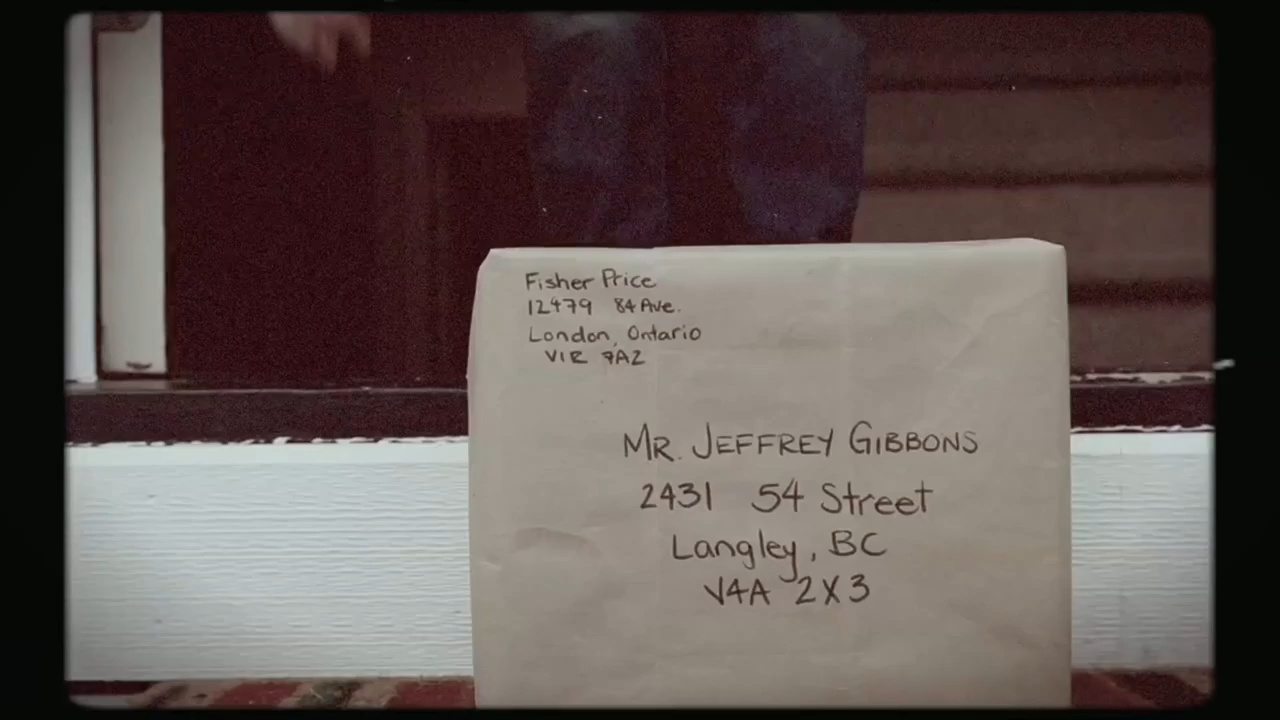 Fisher Price
12479 84 Ave.
London, Ontario
V1R 7A2
MR. JEFFREY GIBBONS
2431 54 Street
Langley, BC
V4A 2X3